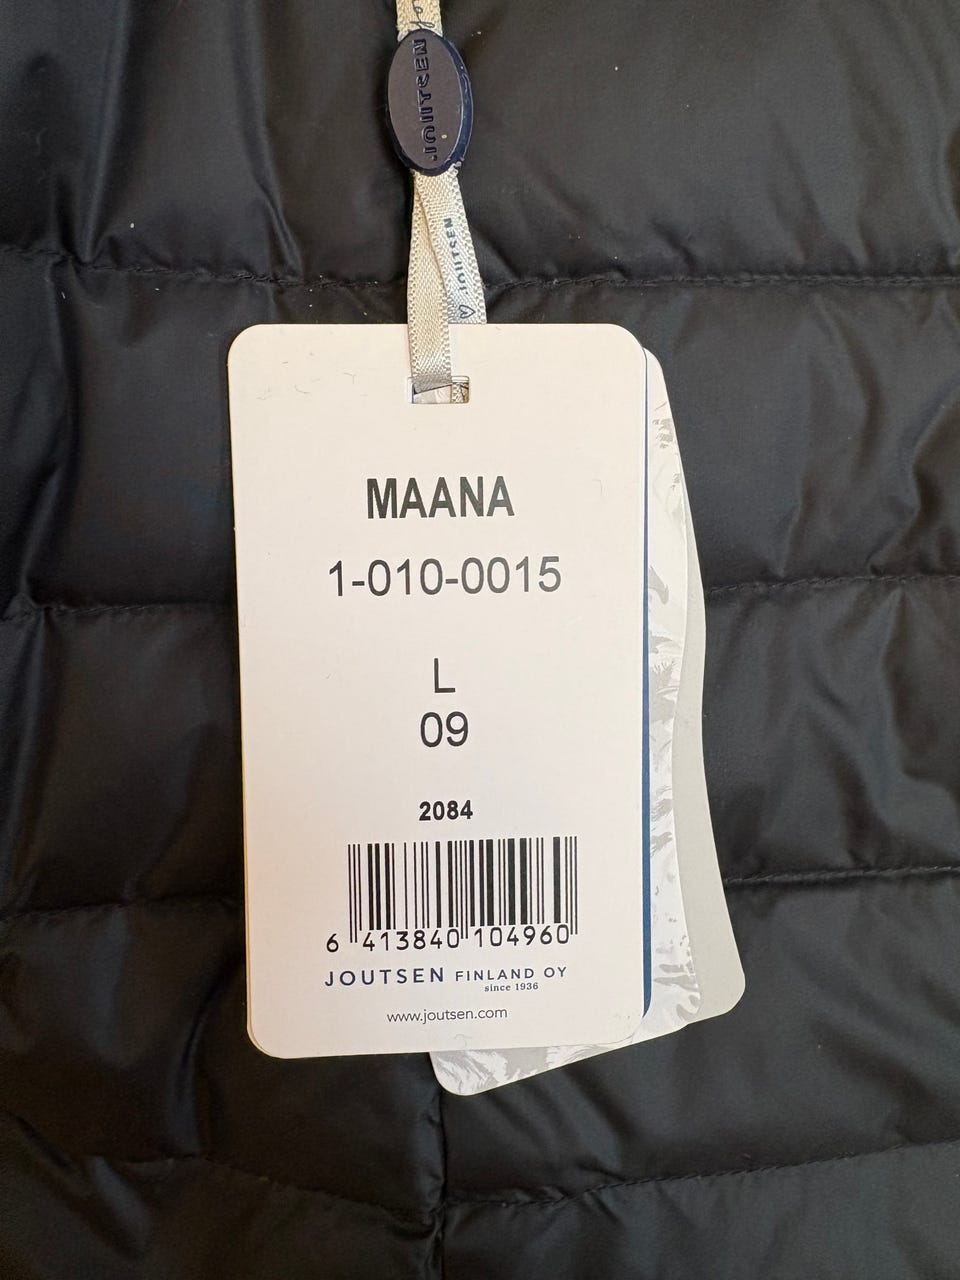 JOUTSEN
♡ JOUTSEN
MAANA
1-010-0015
L
09
2084
6 413840 104960
JOUTSEN FINLAND OY
since 1936
www.joutsen.com